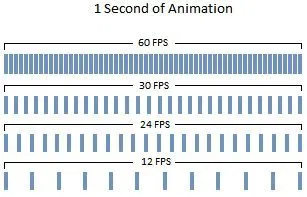 1 Second of Animation
60 FPS
30 FPS
24 FPS
12 FPS